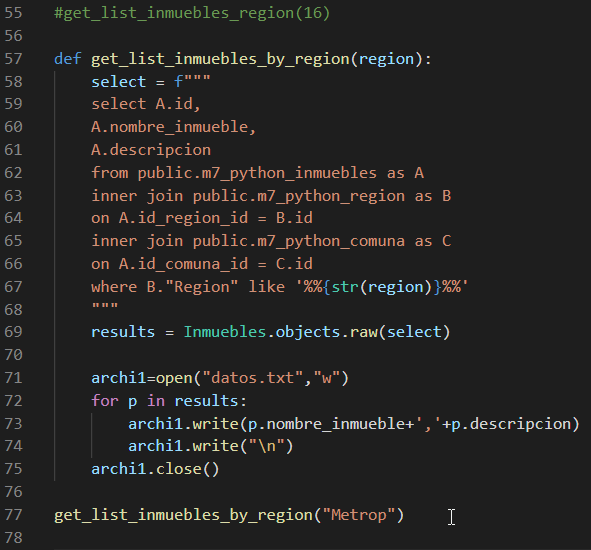 55 #get_list_inmuebles_region(16)
56
57 def get_list_inmuebles_by_region(region):
58     select = f"""
59     select A.id,
60     A.nombre_inmueble,
61     A.descripcion
62     from public.m7_python_inmuebles as A
63     inner join public.m7_python_region as B
64     on A.id_region_id = B.id
65     inner join public.m7_python_comuna as C
66     on A.id_comuna_id = C.id
67     where B."Region" like '%%{str(region)}%%'
68     """
69     results = Inmuebles.objects.raw(select)
70
71     archi1=open("datos.txt","w")
72     for p in results:
73         archi1.write(p.nombre_inmueble+','+p.descripcion)
74         archi1.write("\n")
75     archi1.close()
76
77 get_list_inmuebles_by_region("Metrop")
78